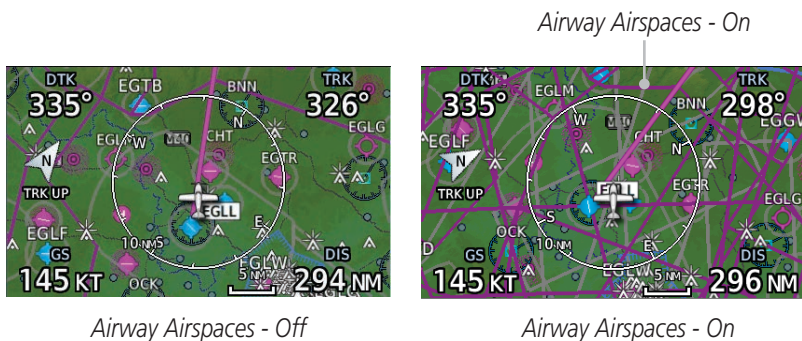 Airway Airspaces - On
DTK
335°
EGTB
BNN
TRK
326°
N
EGLG
W
M40
CHT
EGTR
N
TRK UP
EGLL
EGLF
10 NM
S
E
GS
145 KT
OCK
EGLW
5 NM
DIS
294 NM
DTK
335°
EGLM
BNN
TRK
298°
EGGW
W
CHT
N
EGLF
N
TRK UP
EGLL
EGTR
EGLG
S
OCK
10 NM
E
D
GS
145 KT
EGLW
5 NM
DIS
296 NM
Airway Airspaces - Off
Airway Airspaces - On